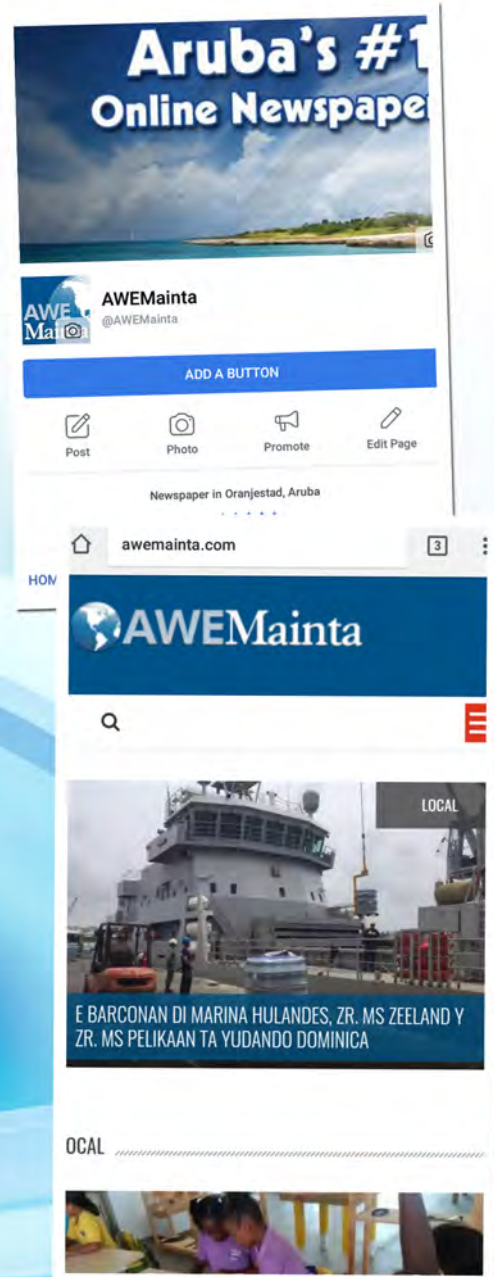 Aruba's #1
Online Newspape
AWE
Mainta
AWEMainta
@AWEMainta
ADD A BUTTON
Post
Photo
Promote
Edit Page
Newspaper in Oranjestad, Aruba
HOM
awemainta.com
3
AWEMainta
LOCAL
E BARCONAN DI MARINA HULANDES, ZR. MS ZEELAND Y
ZR. MS PELIKAAN TA YUDANDO DOMINICA
OCAL